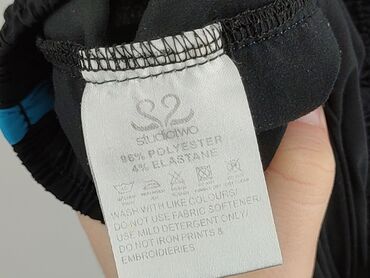 studiotwo
96% POLYESTER
4% ELASTANE
WASH WITH LIKE COLOURS/
DO NOT USE FABRIC SOFTENER/
USE MILD DETERGENT ONLY/
DO NOT IRON PRINTS &
EMBROIDERIES